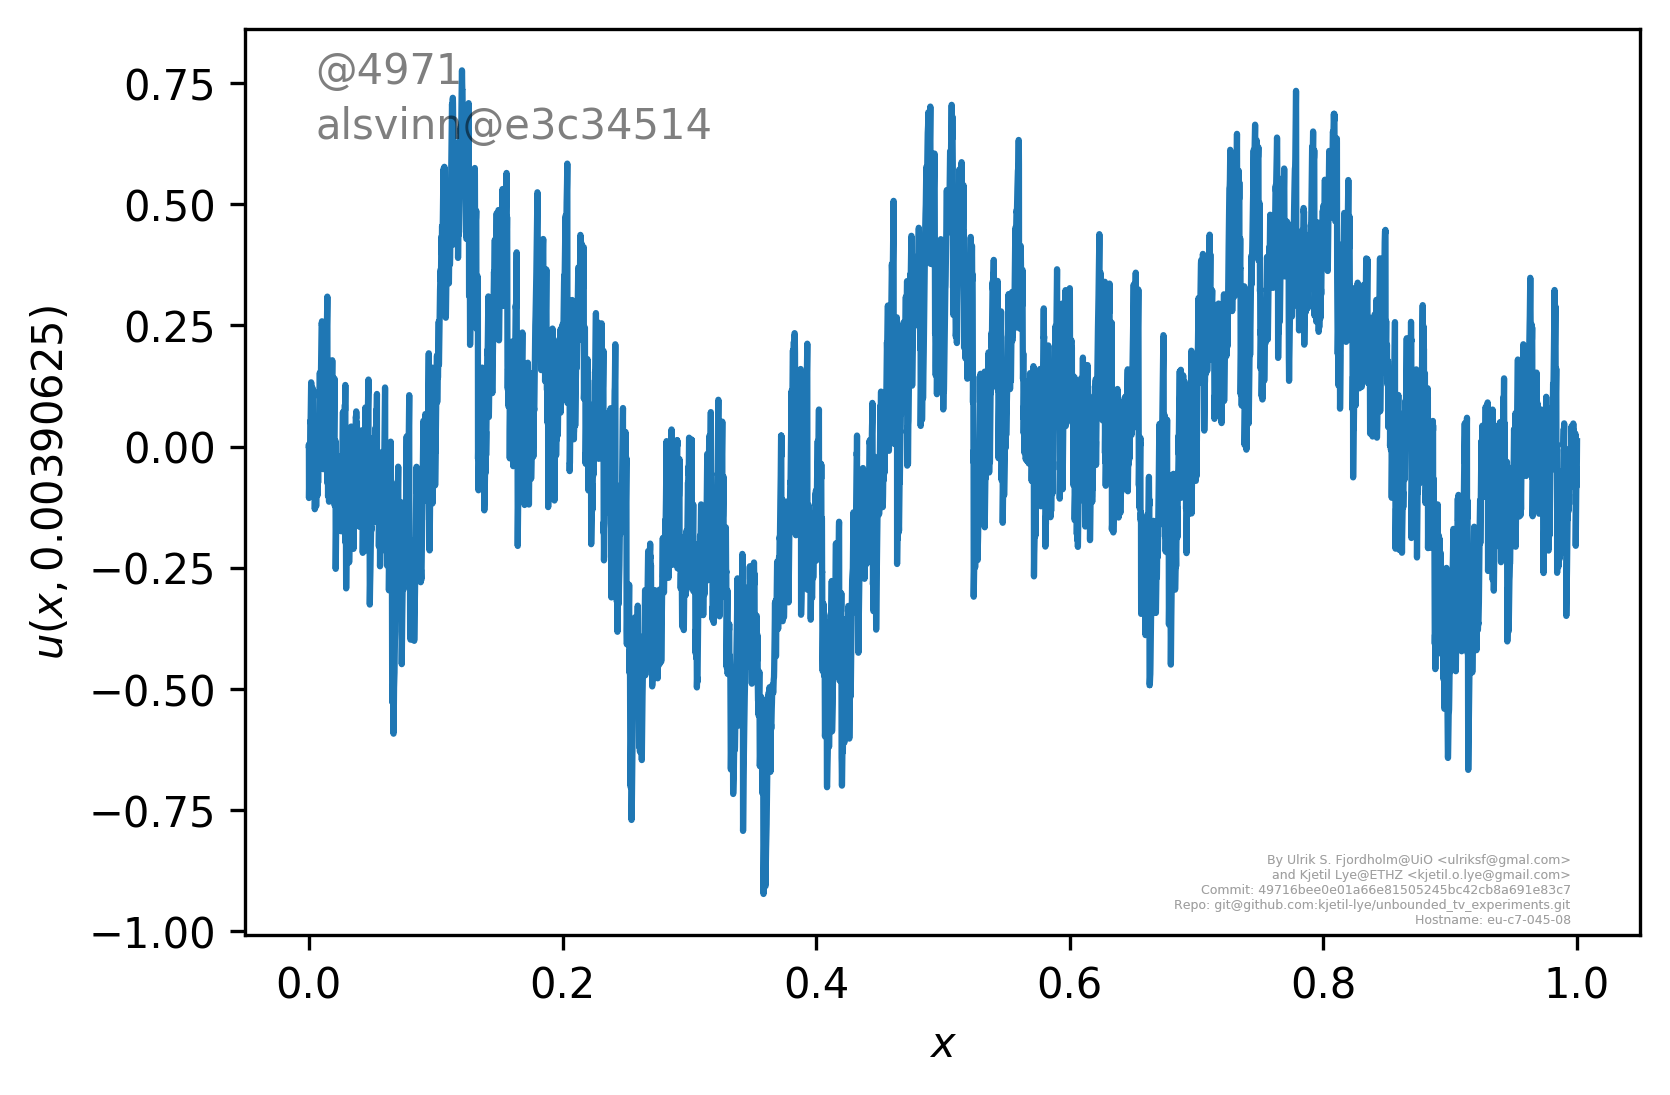 @4971
alsvinn@e3c34514
0.75
0.50
0.25
0.00
−0.25
−0.50
−0.75
−1.00
u(x, 0.00390625)
0.0 0.2 0.4 0.6 0.8 1.0
x
By Ulrik S. Fjordholm@UiO <ulriksf@gmal.com>
and Kjetil Lye@ETHZ <kjetil.o.lye@gmail.com>
Commit: 49716bee0e01a66e81505245bc42cb8a691e83c7
Repo: git@github.com:kjetil-lye/unbounded_tv_experiments.git
Hostname: eu-c7-045-08